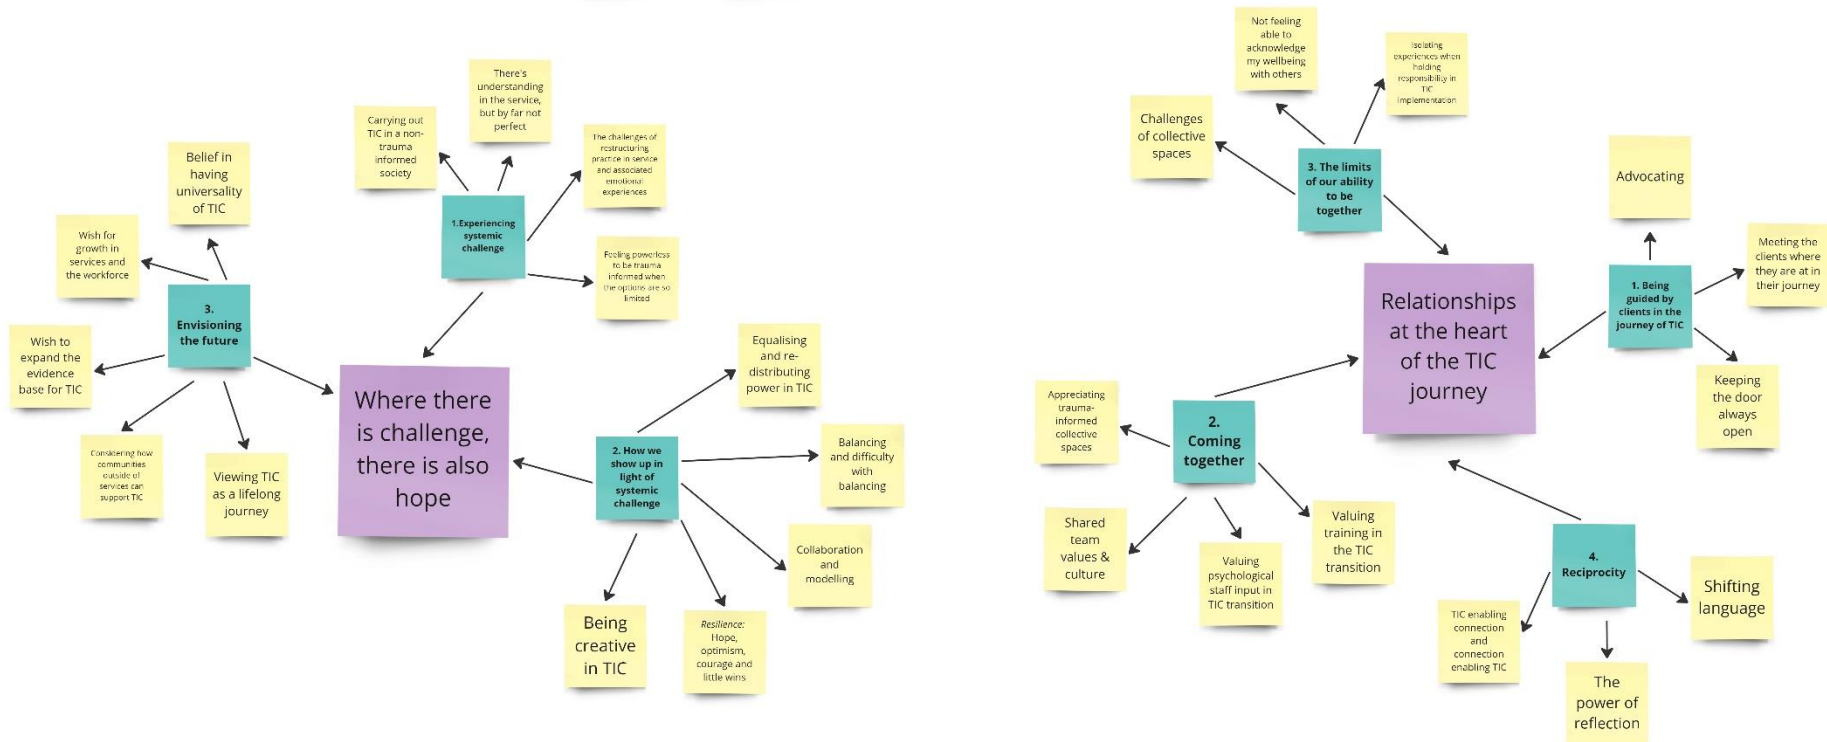 There's
understanding
in the service,
but by far not
perfect
Carrying out
TIC in a non-
trauma
informed
society
The challenges of
restructuring
practice in service
and associated
emotional
experiences
Belief in
having
universality
of TIC
1.Experiencing
systemic
challenge
Wish for
growth in
services and
the workforce
Feeling powerless
to be trauma
informed when
the options are so
limited
3.
Envisioning
the future
Wish to
expand the
evidence
base for TIC
Equalising
and re-
distributing
power in TIC
Where there
is challenge,
there is also
hope
Considering how
communities
outside of
services can
support TIC
Viewing TIC
as a lifelong
journey
2. How we
show up in
light of
systemic
challenge
Balancing
and difficulty
with
balancing
Collaboration
and
modelling
Being
creative
in TIC
Resilience:
Hope,
optimism,
courage and
little wins
Not feeling
able to
acknowledge
my wellbeing
with others
Isolating
experiences when
holding
responsibility in
TIC
implementation
Challenges
of collective
spaces
3. The limits
of our ability
to be
together
Advocating
Meeting the
clients where
they are at in
their journey
1. Being
guided by
clients in the
journey of TIC
Relationships
at the heart
of the TIC
journey
Keeping
the door
always
open
Appreciating
trauma-
informed
collective
spaces
2.
Coming
together
Shared
team
values &
culture
Valuing
psychological
staff input in
TIC transition
Valuing
training in
the TIC
transition
4.
Reciprocity
Shifting
language
TIC enabling
connection
and
connection
enabling TIC
The
power of
reflection